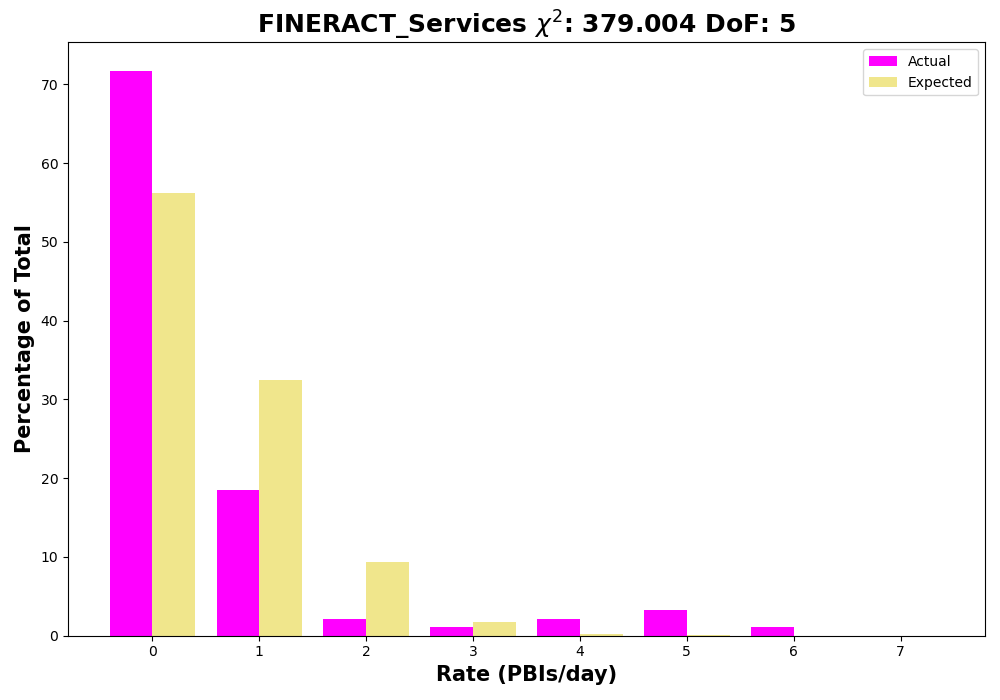 FINERACT_Services χ²: 379.004 DoF: 5
Actual
Expected
Percentage of Total
70
60
50
40
30
20
10
0
0 1 2 3 4 5 6 7
Rate (PBIs/day)